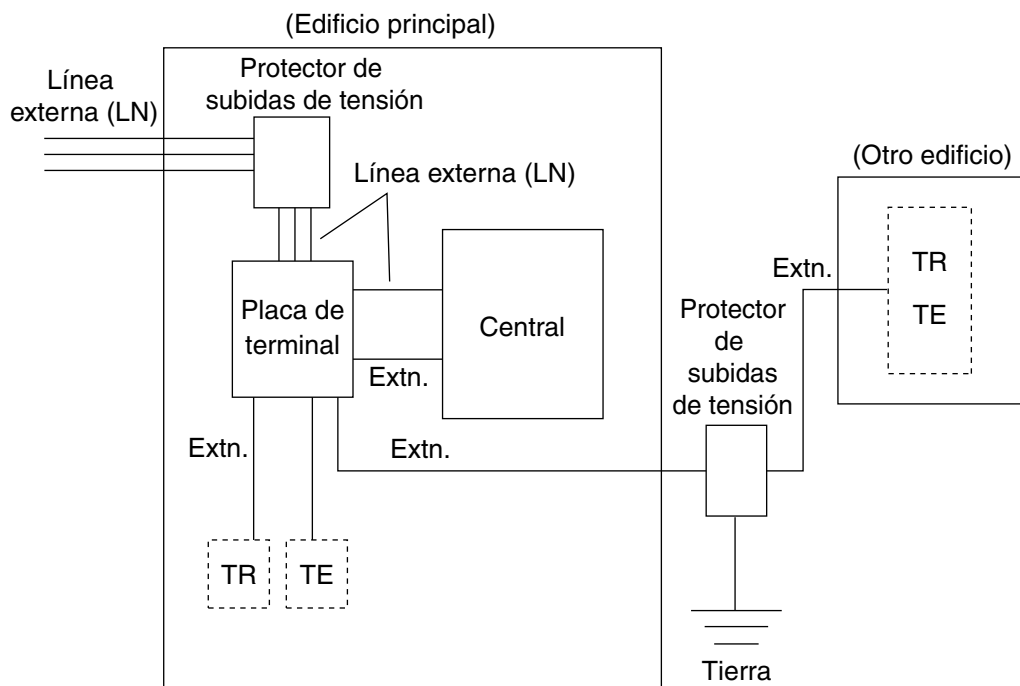 (Edificio principal)
Línea
externa (LN)
Protector de
subidas de tensión
Línea externa (LN)
(Otro edificio)
Placa de
terminal
Central
Extn.
Extn.
TR
TE
Protector
de
subidas
de tensión
Extn.
Extn.
TR
TE
Tierra